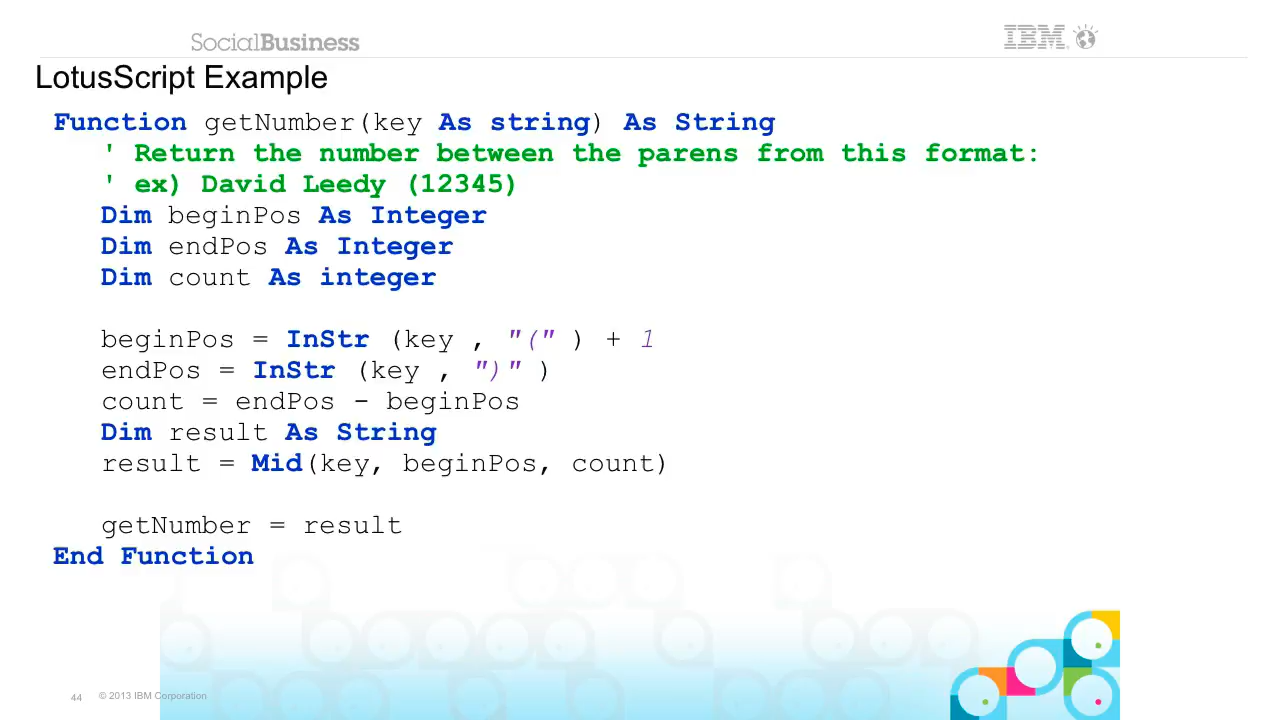 SocialBusiness
IBM
LotusScript Example
Function getNumber(key As string) As String
' Return the number between the parens from this format:
' ex) David Leedy (12345)
Dim beginPos As Integer
Dim endPos As Integer
Dim count As integer
beginPos = InStr (key , "(" ) + 1
endPos = InStr (key , ")" )
count = endPos - beginPos
Dim result As String
result = Mid(key, beginPos, count)
getNumber = result
End Function
44 © 2013 IBM Corporation